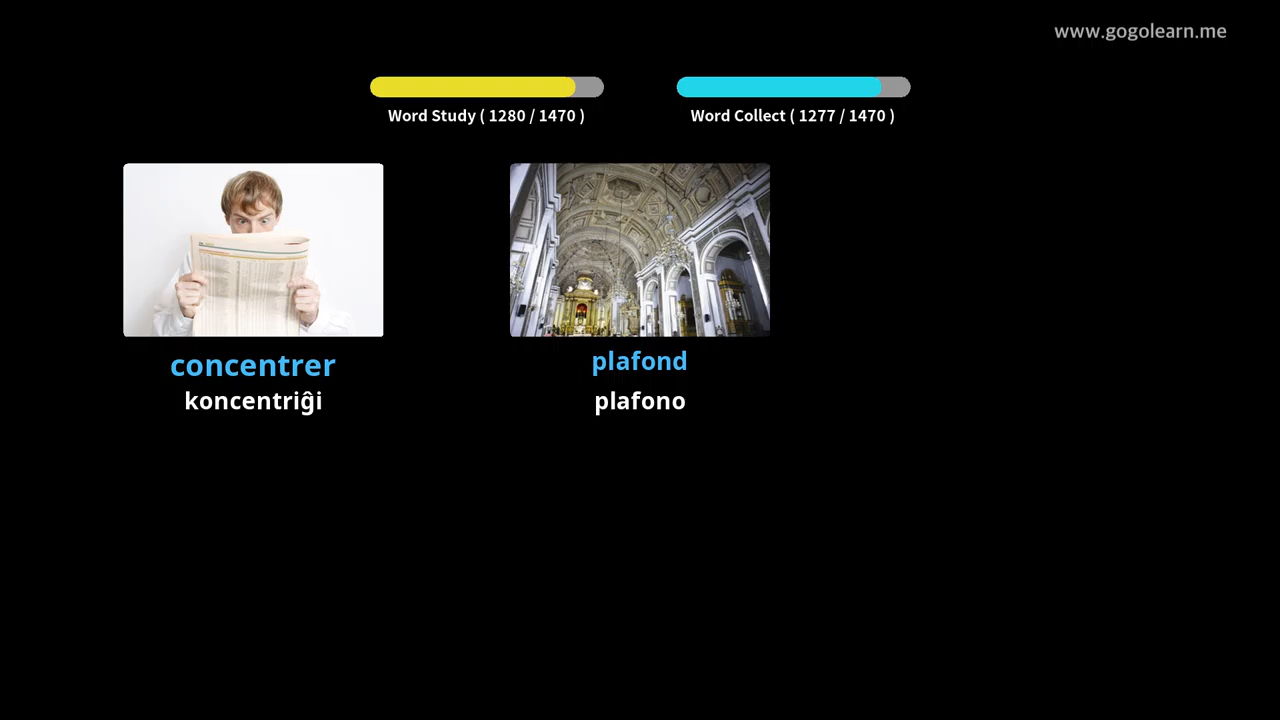 www.gogolearn.me
Word Study ( 1280 / 1470 )
Word Collect ( 1277 / 1470 )
concentrer
koncentriĝi
plafond
plafono